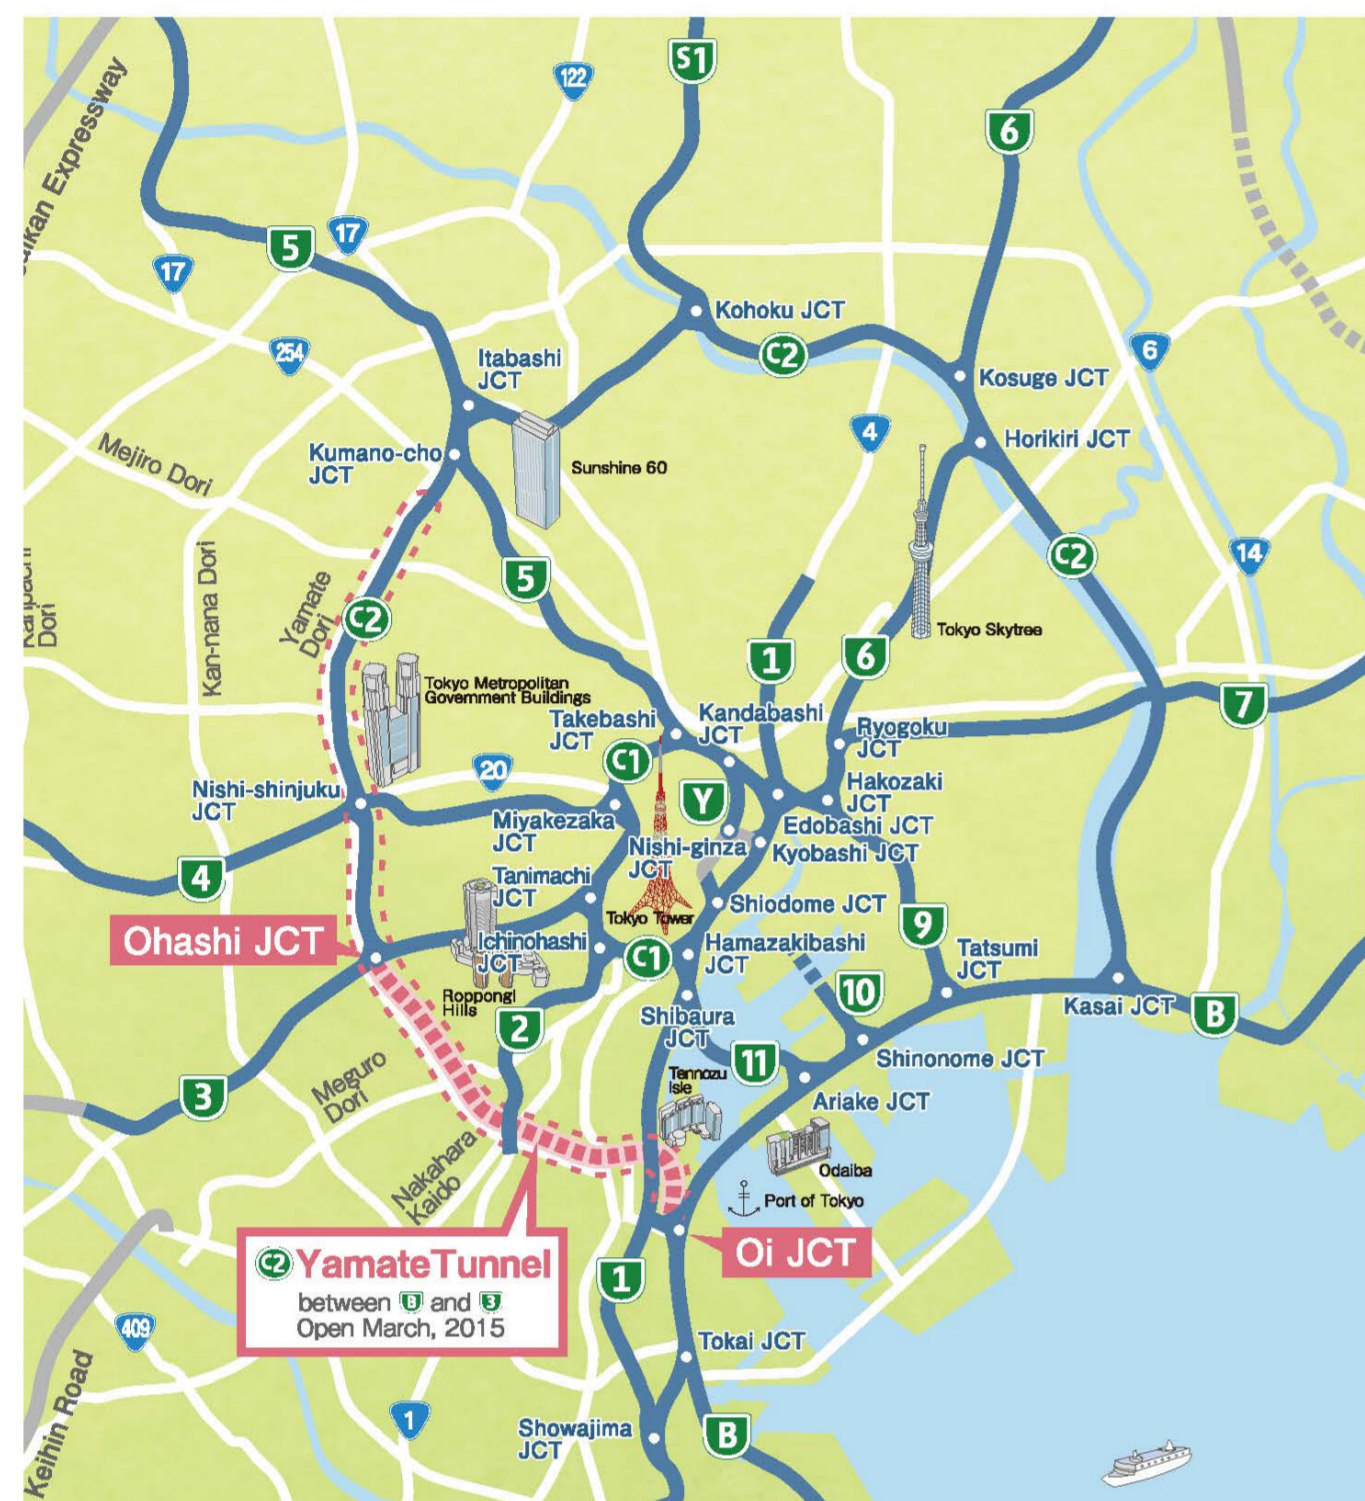 S1
122
6
ikan Expressway
5
17
17
Kohoku JCT
C2
254
Itabashi
JCT
6
Kosuge JCT
4
Horikiri JCT
Kumano-cho
JCT
Mejiro Dori
Sunshine 60
Kan-nana Dori
Dori
Yamate
Dori
C2
5
C2
14
1
6
Tokyo Skytree
Tokyo Metropolitan
Government Buildings
7
Takebashi
JCT
Kandabashi
JCT
Ryogoku
JCT
C1
20
Y
Hakozaki
JCT
Nishi-shinjuku
JCT
Miyakezaka
JCT
Edobashi JCT
Nishi-ginza
JCT
Kyobashi JCT
4
Tanimachi
JCT
Shiodome JCT
Tokyo Tower
9
Ohashi JCT
Ichinohashi
JCT
C1
Hamazakibashi
JCT
Tatsumi
JCT
Roppongi
Hills
10
Kasai JCT
B
2
Shibaura
JCT
11
Shinonome JCT
3
Meguro
Dori
Tennozu
Isle
Ariake JCT
Odaiba
Nakahara
Kaido
Port of Tokyo
C2 Yamate Tunnel
between B and 3
Open March, 2015
Oi JCT
1
409
Tokai JCT
Keihin Road
1
Showajima
JCT
B